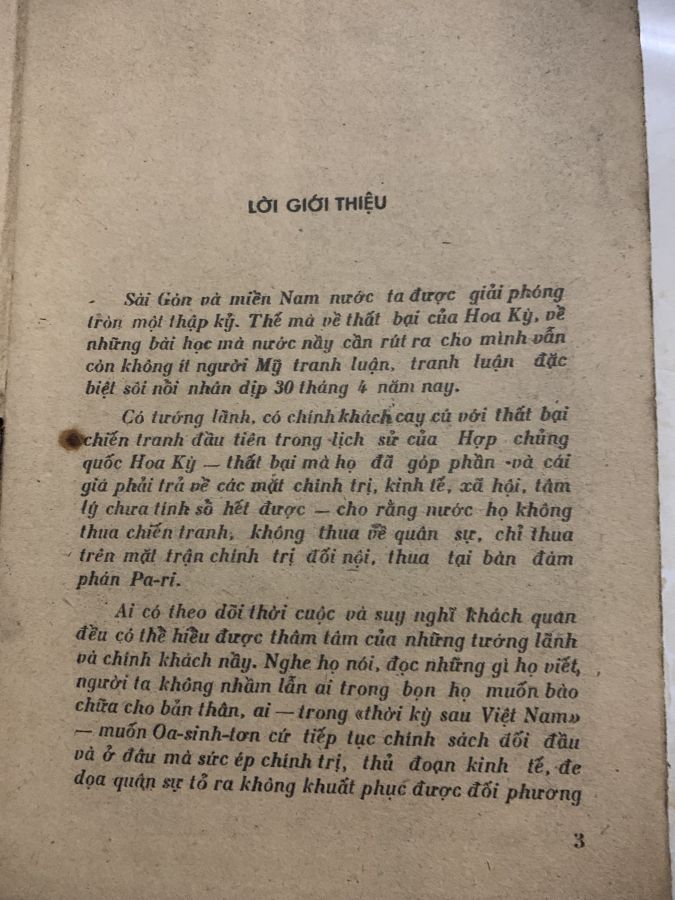 LỜI GIỚI THIỆU
Sài Gòn và miền Nam nước ta được giải phóng
tròn một thập kỷ. Thế mà về thất bại của Hoa Kỳ, về
những bài học mà nước nầy cần rút ra cho mình vẫn
còn không ít người Mỹ tranh luận, tranh luận đặc
biệt sôi nổi nhân dịp 30 tháng 4 năm nay.
Có tướng lãnh, có chính khách cay cú với thất bại
chiến tranh đầu tiên trong lịch sử của Hợp chủng
quốc Hoa Kỳ — thất bại mà họ đã góp phần và cái
giá phải trả về các mặt chính trị, kinh tế, xã hội, tâm
lý chưa tính sổ hết được — cho rằng nước họ không
thua chiến tranh, không thua về quân sự, chỉ thua
trên mặt trận chính trị đối nội, thua tại bàn đàm
phán Pa-ri.
Ai có theo dõi thời cuộc và suy nghĩ khách quan
đều có thể hiểu được thâm tâm của những tướng lãnh
và chính khách nầy. Nghe họ nói, đọc những gì họ viết,
người ta không nhầm lẫn ai trong bọn họ muốn bào
chữa cho bản thân, ai — trong «thời kỳ sau Việt Nam»
— muốn Oa-sinh-tơn cứ tiếp tục chính sách đối đầu
và ở đâu mà sức ép chính trị, thủ đoạn kinh tế, đe
dọa quân sự tỏ ra không khuất phục được đối phương
3